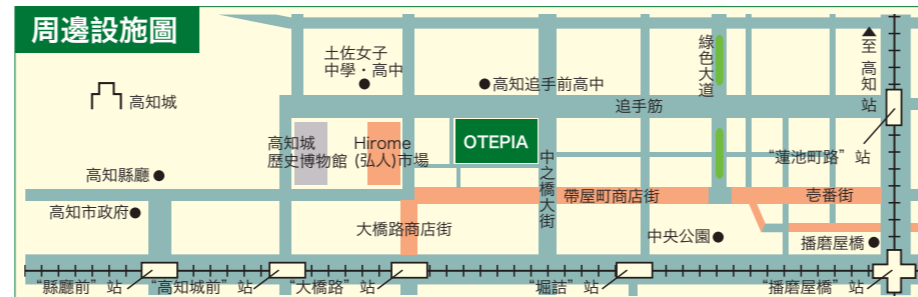 周邊設施圖
高知城
土佐女子
中學・高中
高知追手前高中
綠色大道
▲至 高知站
追手筋
高知城
歷史博物館
Hirome
(弘人)市場
OTEPIA
中之橋大街
“蓮池町路”站
高知縣廳
高知市政府
大橋路商店街
帶屋町商店街
壱番街
中央公園
播磨屋橋
“縣廳前”站
“高知城前”站
“大橋路”站
“堀詰”站
“播磨屋橋”站